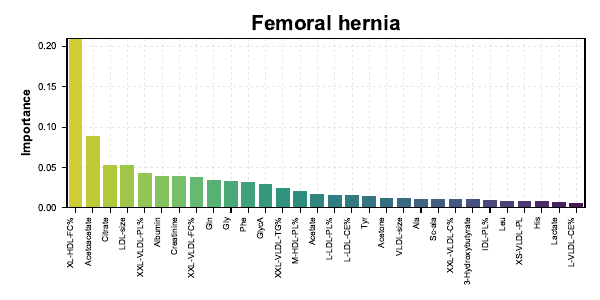 Femoral hernia
Importance
0.20
0.15
0.10
0.05
0.00
XL-HDL-FC%
Acetoacetate
Citrate
LDL-size
XXL-VLDL-PL%
Albumin
Creatinine
XXL-VLDL-FC%
Gln
Gly
Phe
GlycA
XXL-VLDL-TG%
M-HDL-PL%
Acetate
L-LDL-PL%
L-LDL-CE%
Tyr
Acetone
VLDL-size
Ala
Sc-ala
XXL-VLDL-C%
3-Hydroxybutyrate
IDL-PL%
Leu
XS-VLDL-PL
His
Lactate
L-VLDL-CE%